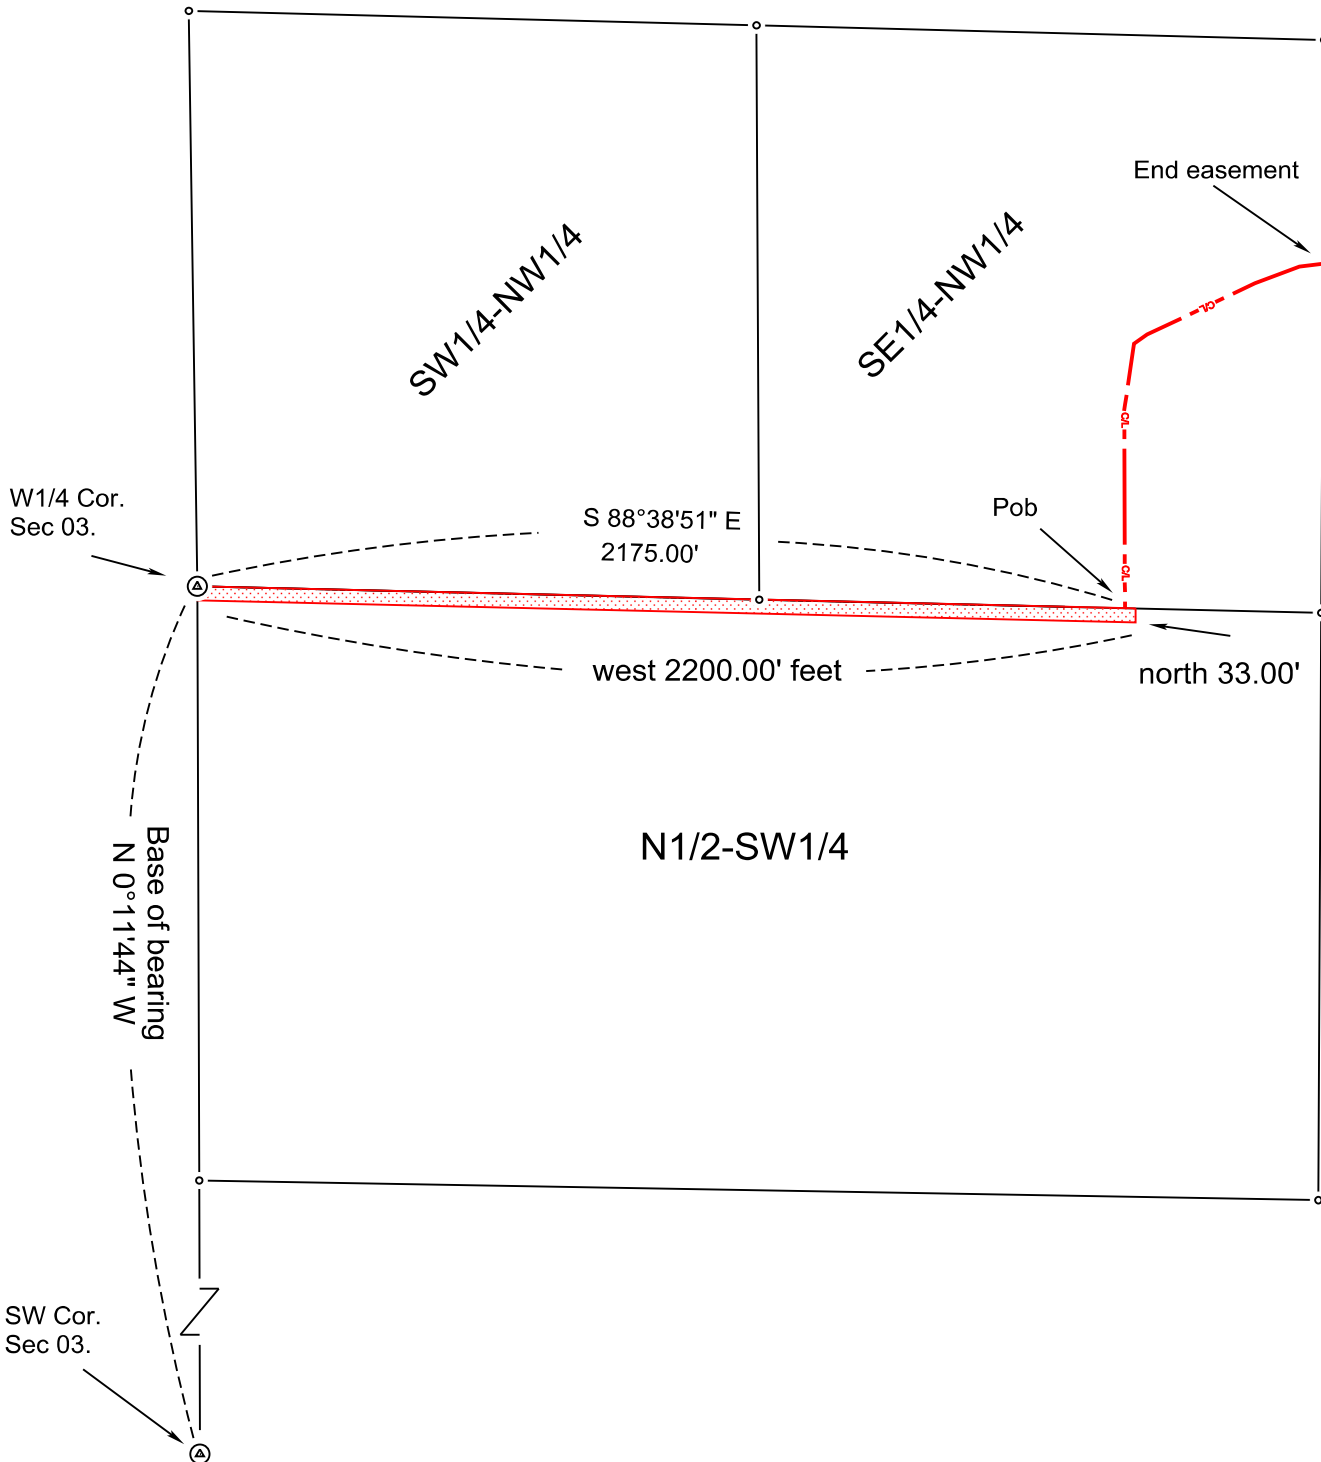 End easement
SW1/4-NW1/4
SE1/4-NW1/4
C/L
C/L
W1/4 Cor.
Sec 03.
S 88°38'51" E
2175.00'
Pob
C/L
west 2200.00' feet
north 33.00'
N1/2-SW1/4
Base of bearing
N 0°11'44" W
SW Cor.
Sec 03.